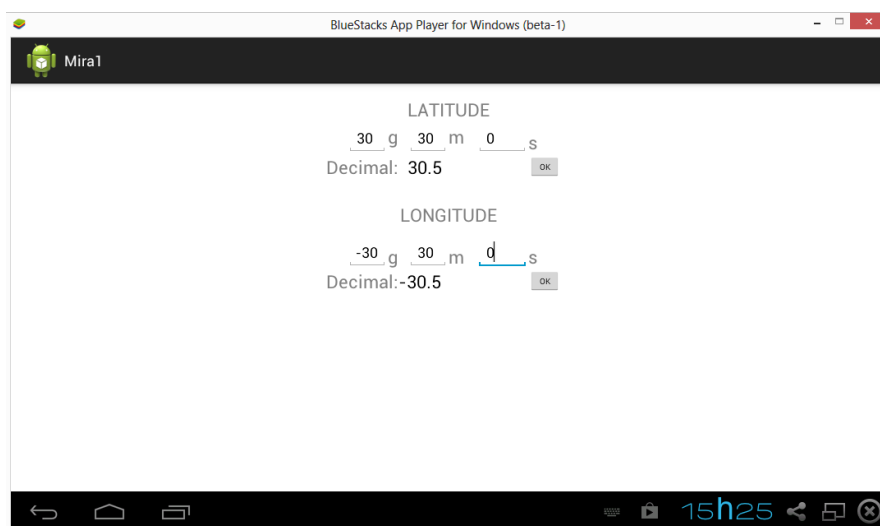 BlueStacks App Player for Windows (beta-1)
Mira1
LATITUDE
30 g 30 m 0 s
Decimal: 30.5 OK
LONGITUDE
-30 g 30 m 0 s
Decimal:-30.5 OK
15h25